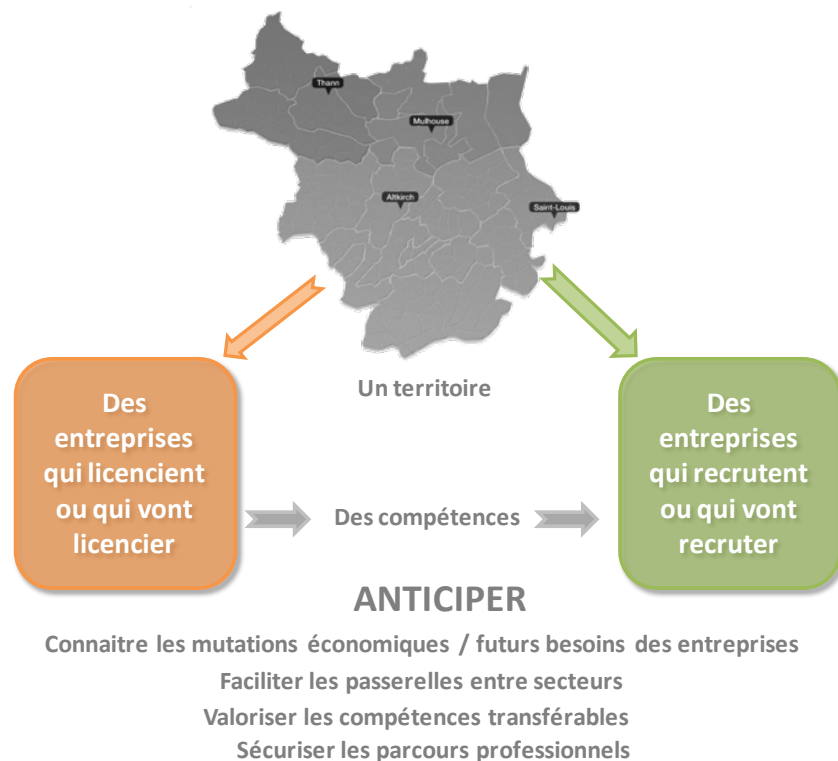 Thann
Mulhouse
Altkirch
Saint-Louis
Un territoire
Des
entreprises
qui licencient
ou qui vont
licencier
Des compétences
Des
entreprises
qui recrutent
ou qui vont
recruter
ANTICIPER
Connaitre les mutations économiques / futurs besoins des entreprises
Faciliter les passerelles entre secteurs
Valoriser les compétences transférables
Sécuriser les parcours professionnels